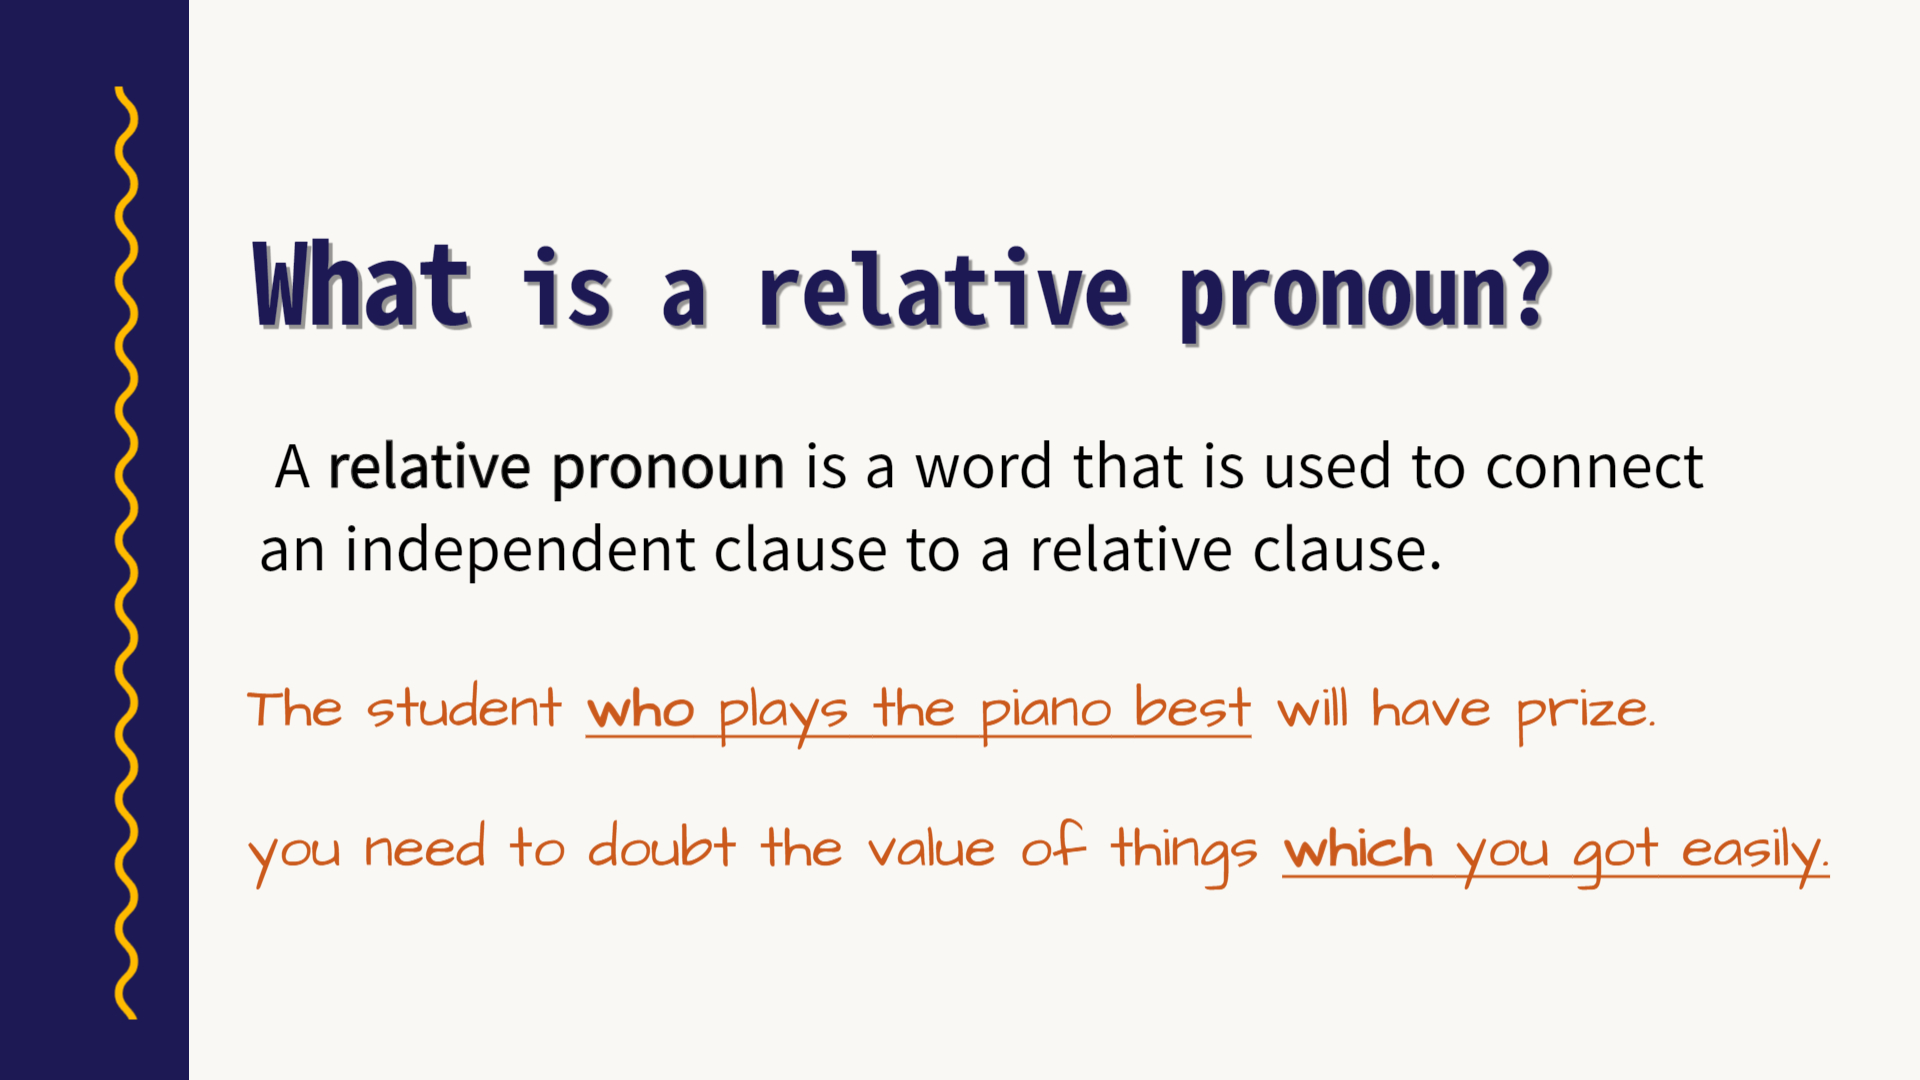 What is a relative pronoun?
A relative pronoun is a word that is used to connect
an independent clause to a relative clause.
The student who plays the piano best will have prize.
you need to doubt the value of things which you got easily.